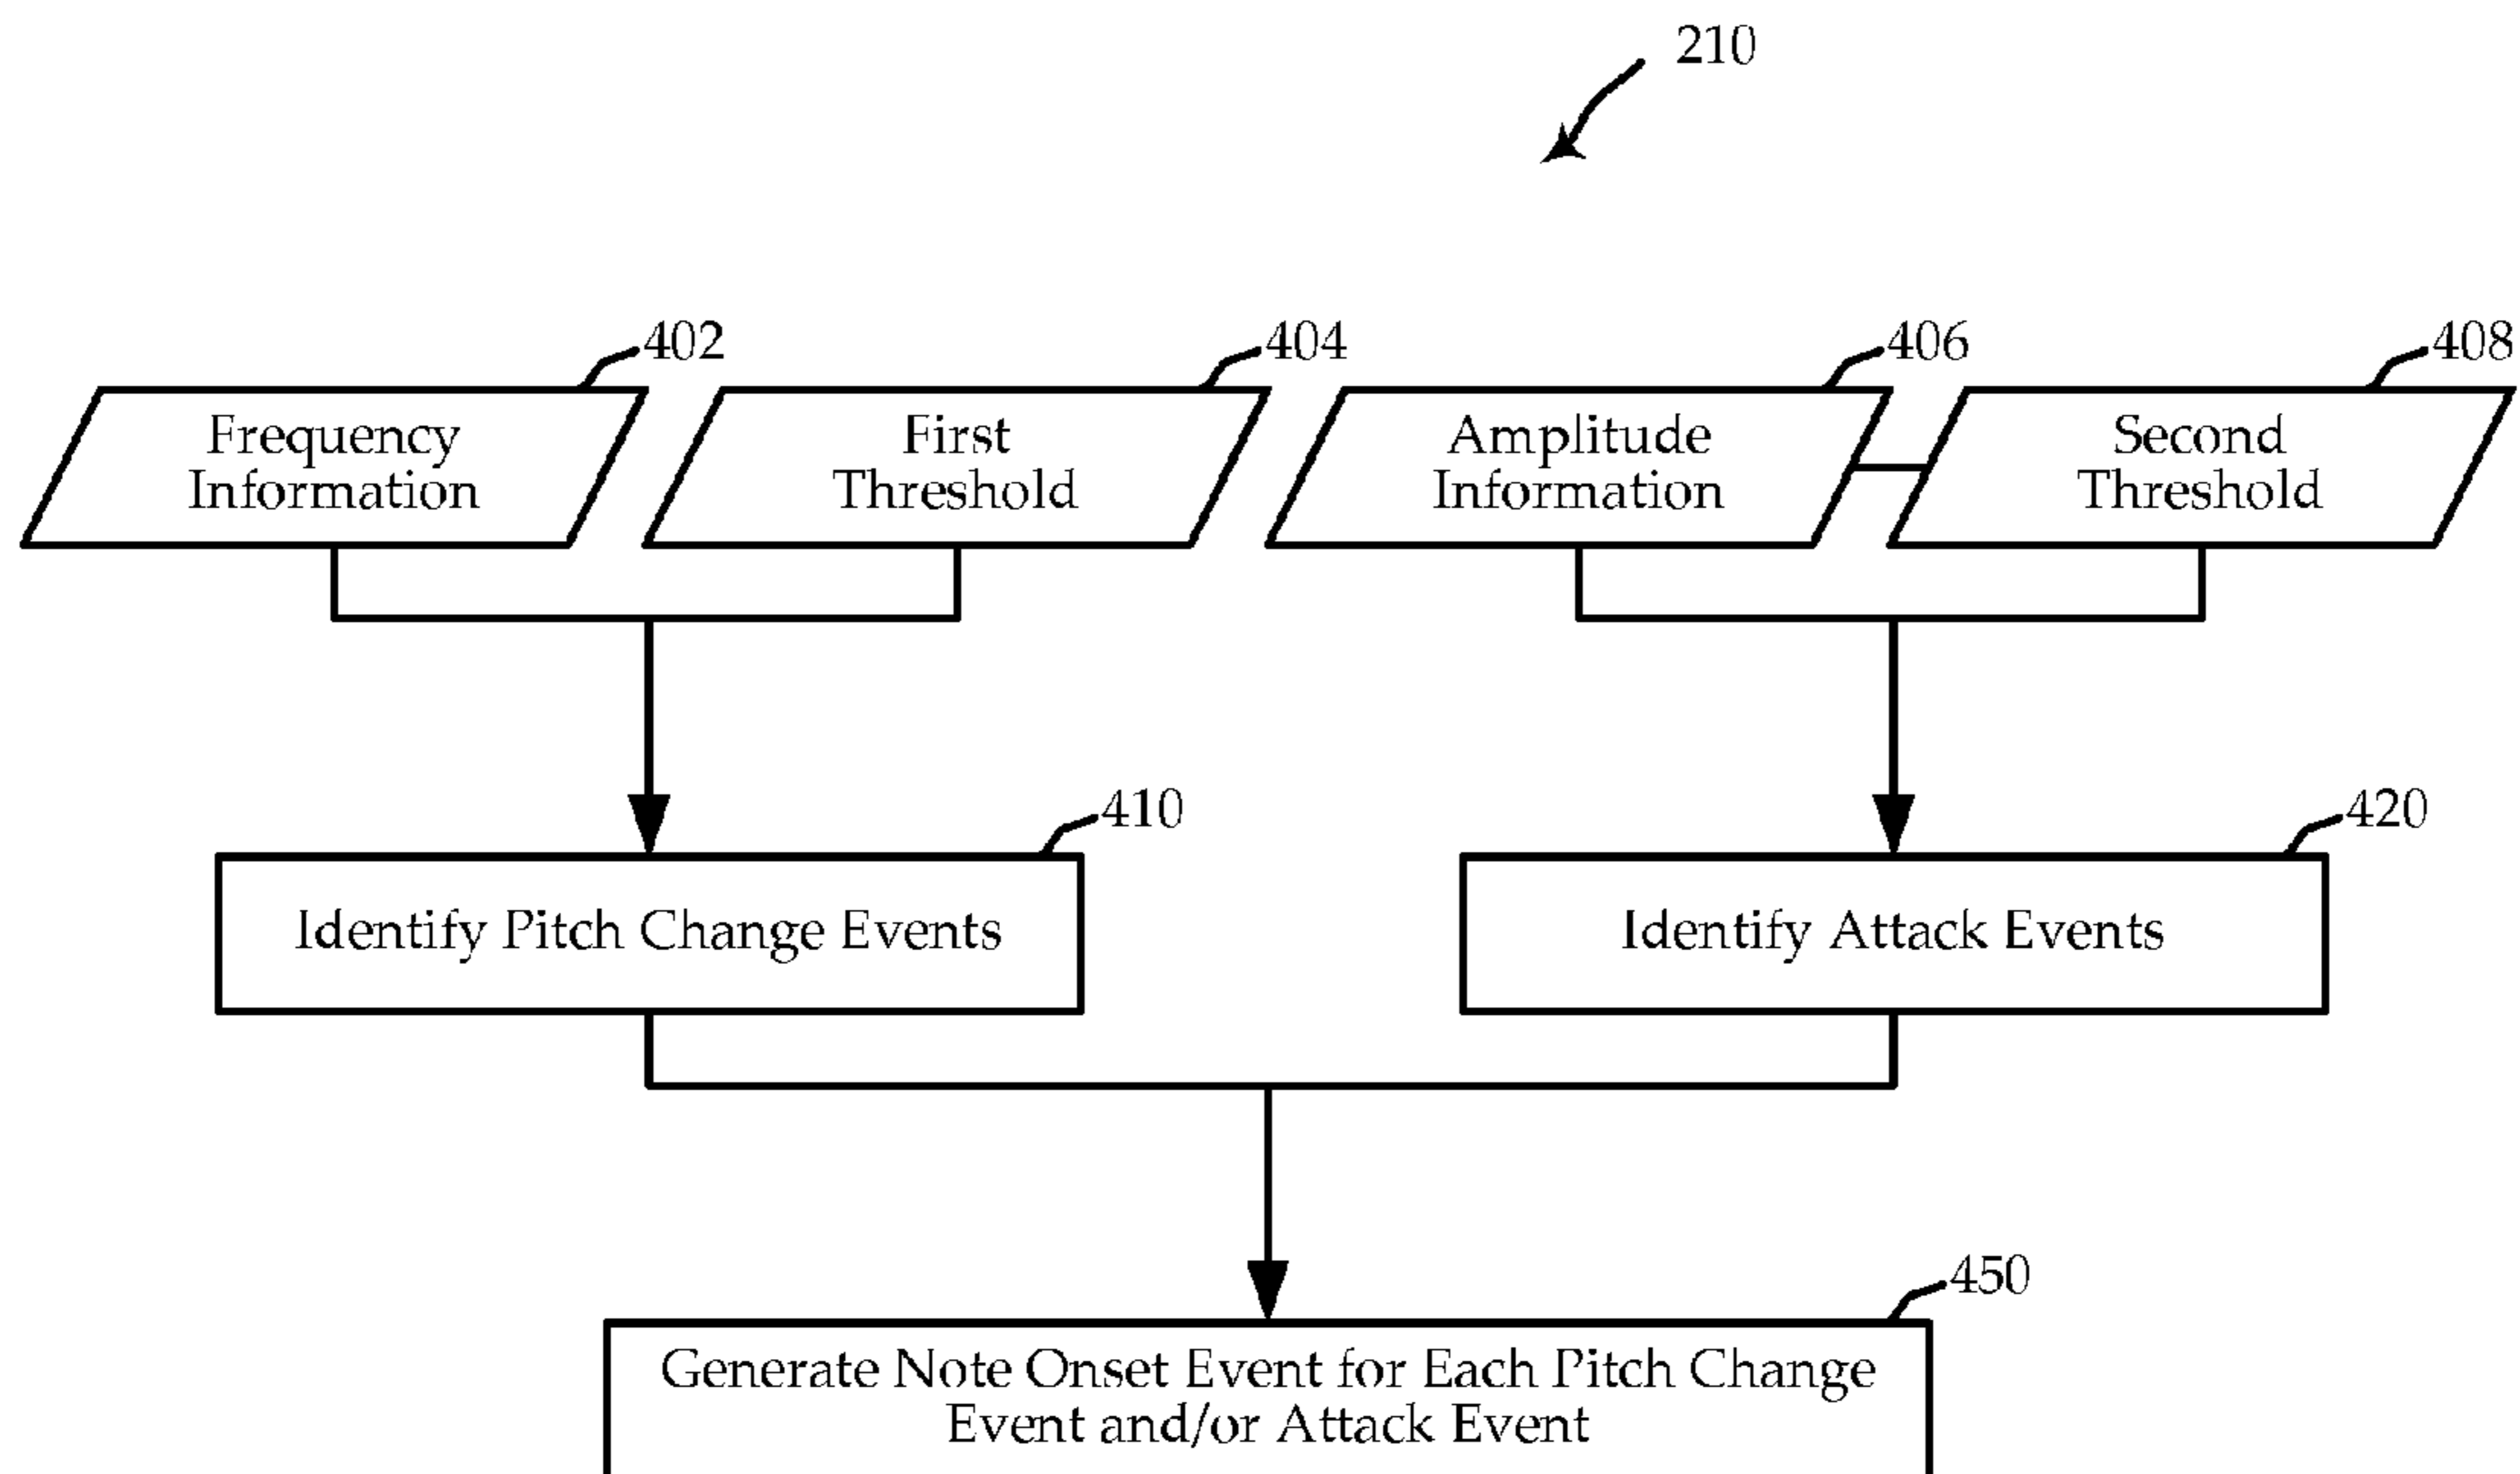 210
402
404
406
408
Frequency
Information
First
Threshold
Amplitude
Information
Second
Threshold
410
420
Identify Pitch Change Events
Identify Attack Events
450
Generate Note Onset Event for Each Pitch Change
Event and/or Attack Event